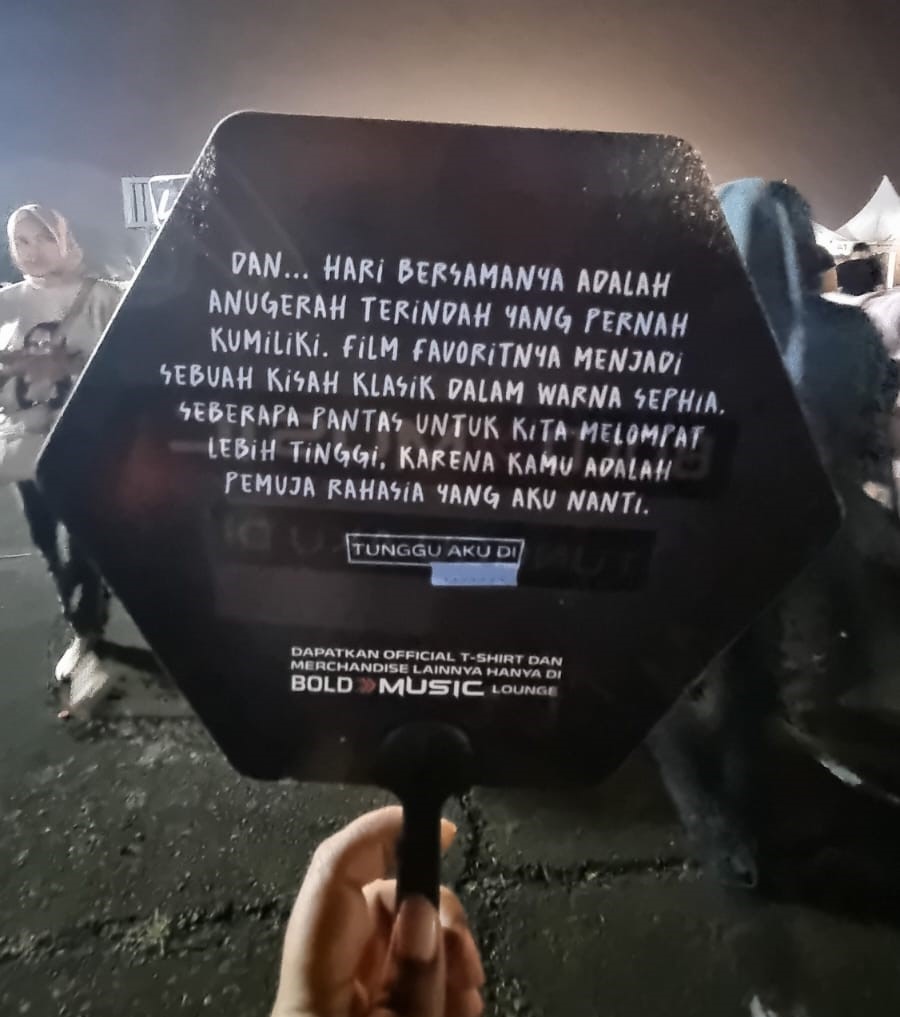 DAN... HARI BERSAMANYA ADALAH
ANUGERAH TERINDAH YANG PERNAH
KUMILIKI. FILM FAVORITNYA MENJADI
SEBUAH KISAH KLASIK DALAM WARNA SEPHIA.
SEBERAPA PANTAS UNTUK KITA MELOMPAT
LEBIH TINGGI. KARENA KAMU ADALAH
PEMUJA RAHASIA YANG AKU NANTI.
TUNGGU AKU DI
DAPATKAN OFFICIAL T-SHIRT DAN
MERCHANDISE LAINNYA HANYA DI
BOLD MUSIC LOUNGE